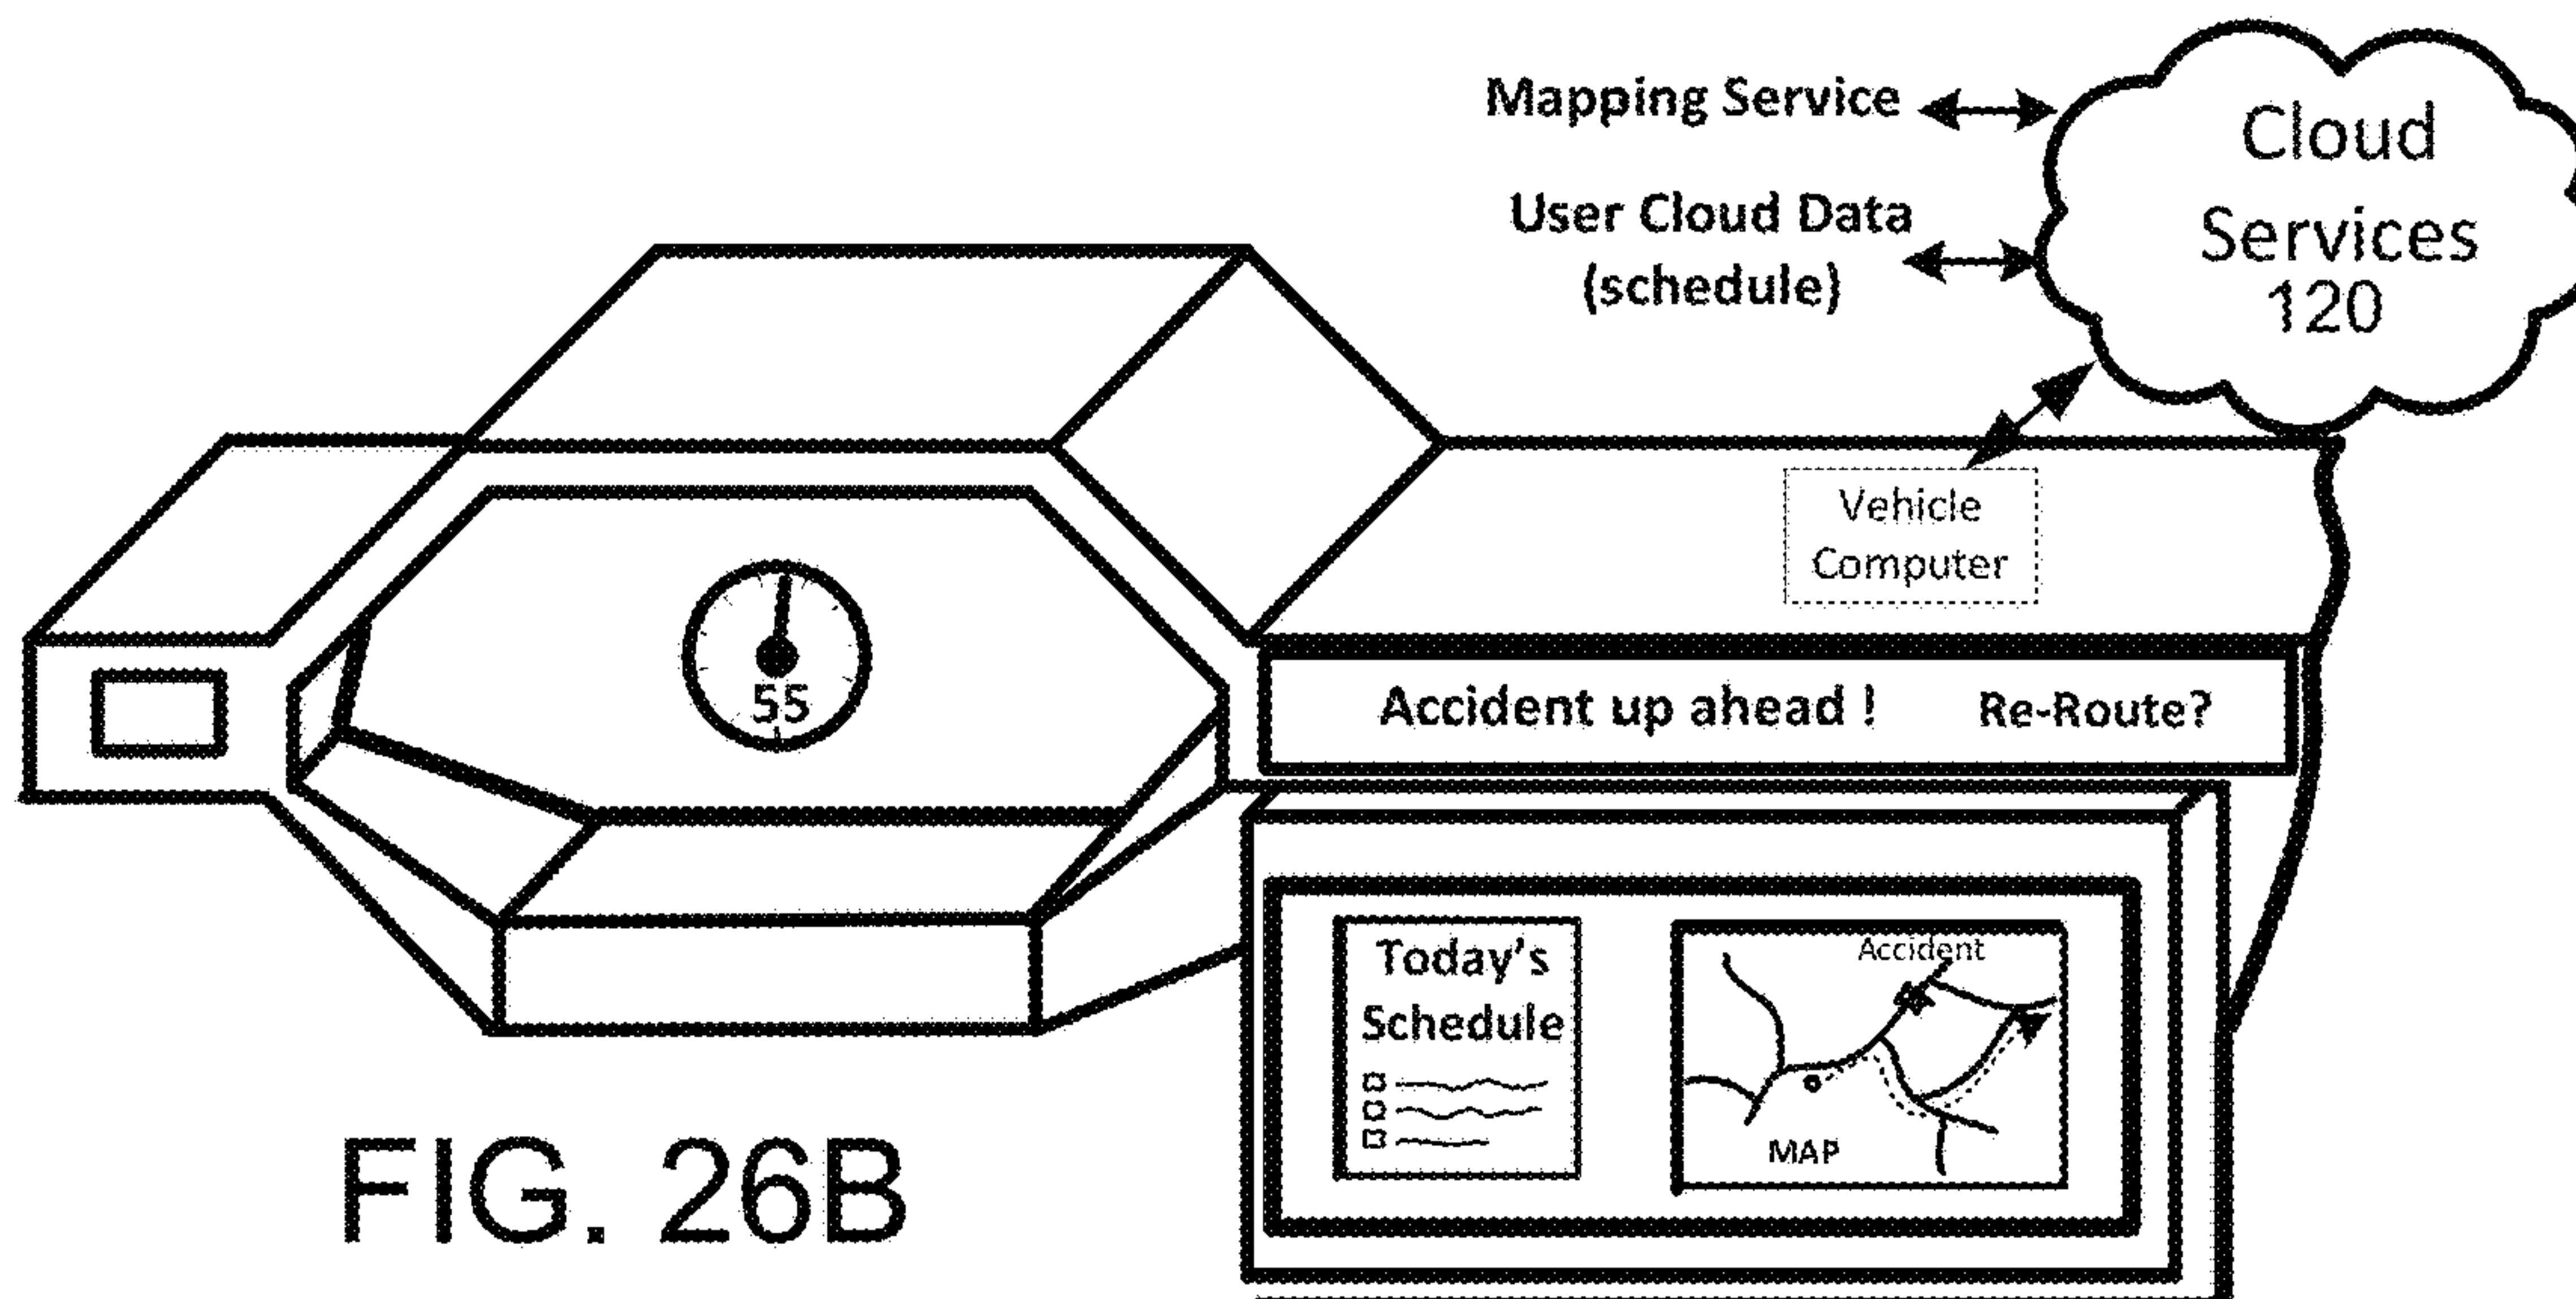 Mapping Service
User Cloud Data
(schedule)
Cloud
Services
120
Vehicle
Computer
55
Accident up ahead ! Re-Route?
Today's
Schedule
Accident
MAP
FIG. 26B